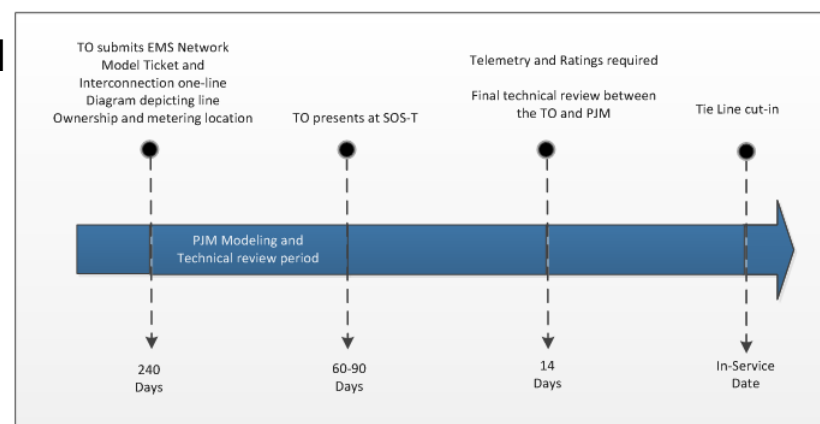 TO submits EMS Network
Model Ticket and
Interconnection one-line
Diagram depicting line
Ownership and metering location
TO presents at SOS-T
Telemetry and Ratings required
Final technical review between
the TO and PJM
Tie Line cut-in
PJM Modeling and
Technical review period
240
Days
60-90
Days
14
Days
In-Service
Date